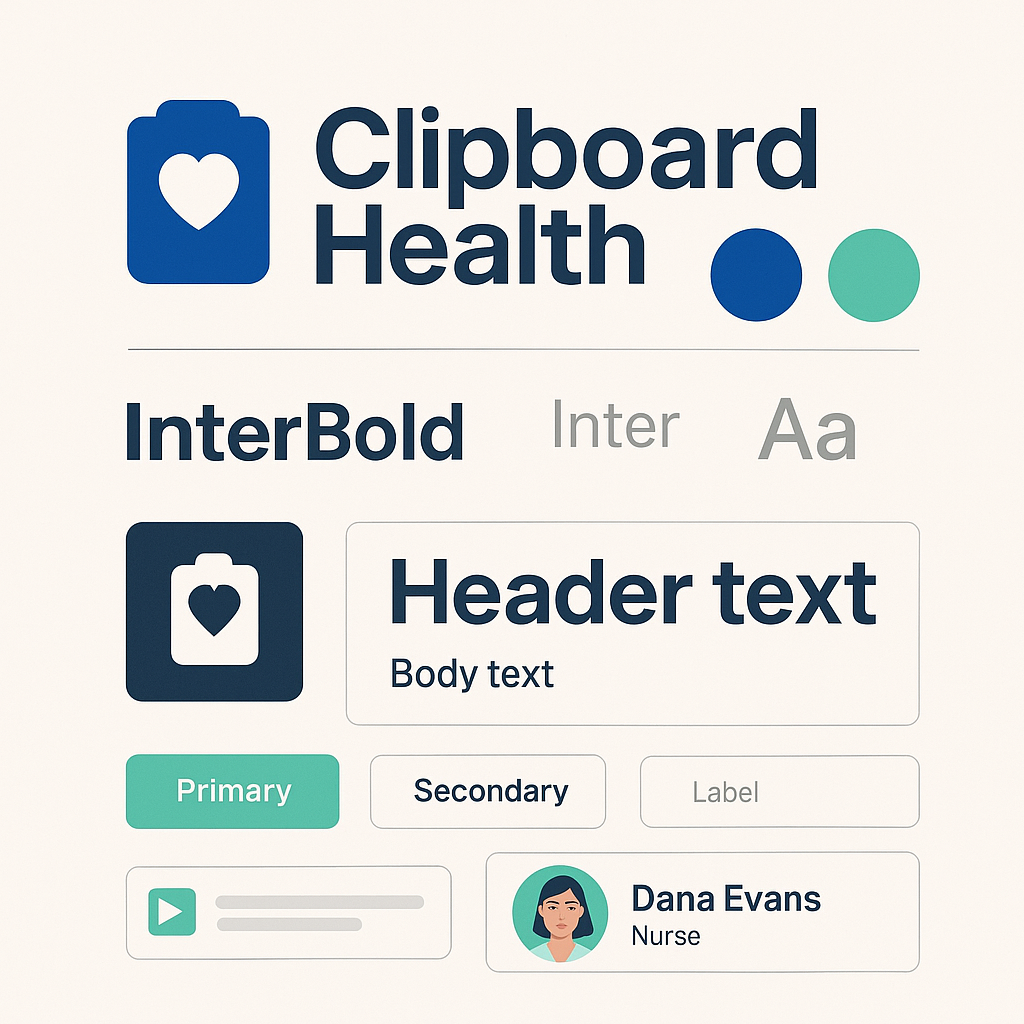 Clipboard
Health
InterBold
Inter
Aa
Header text
Body text
Primary
Secondary
Label
Dana Evans
Nurse